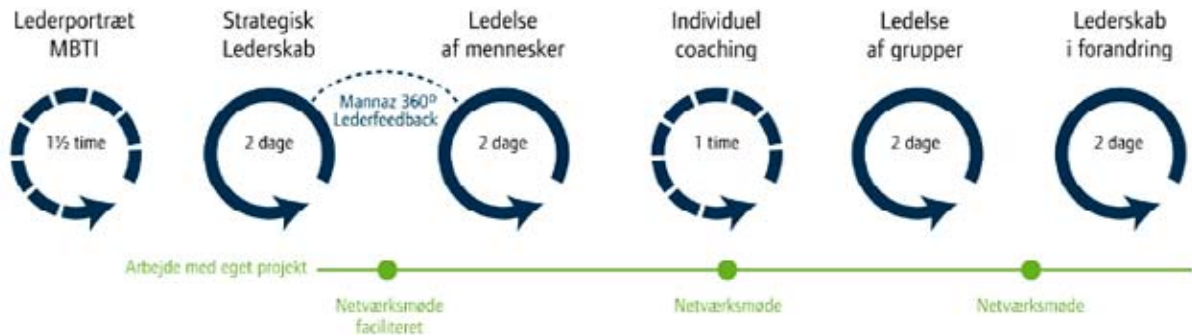 Lederportræt
MBTI
Strategisk
Lederskab
Ledelse
af mennesker
Individuel
coaching
Ledelse
af grupper
Lederskab
i forandring
1½ time
2 dage
Mannaz 360º
Lederfeedback
2 dage
1 time
2 dage
2 dage
Arbejde med eget projekt
Netværksmøde
faciliteret
Netværksmøde
Netværksmøde